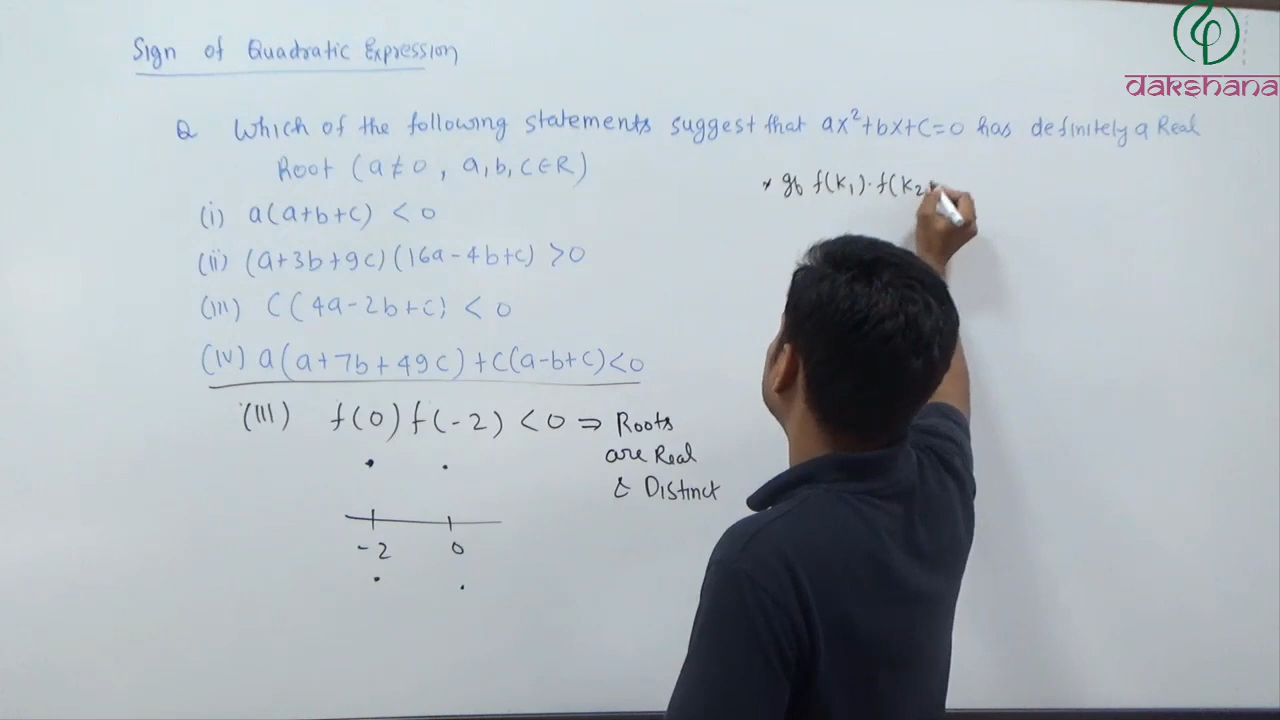 dakshana
Sign of Quadratic Expression
Q Which of the following statements suggest that ax²+bx+c=0 has definitely a Real
Root (a≠0, a,b,c∈R)
(i) a(a+b+c) < 0
(ii) (a+3b+9c)(16a-4b+c) >0
(iii) c(4a-2b+c) < 0
(iv) a(a+7b+49c)+c(a-b+c)<0
* If f(k₁)·f(k₂
(iii) f(0) f(-2) <0 ⇒ Roots
are Real
& Distinct
-2 0